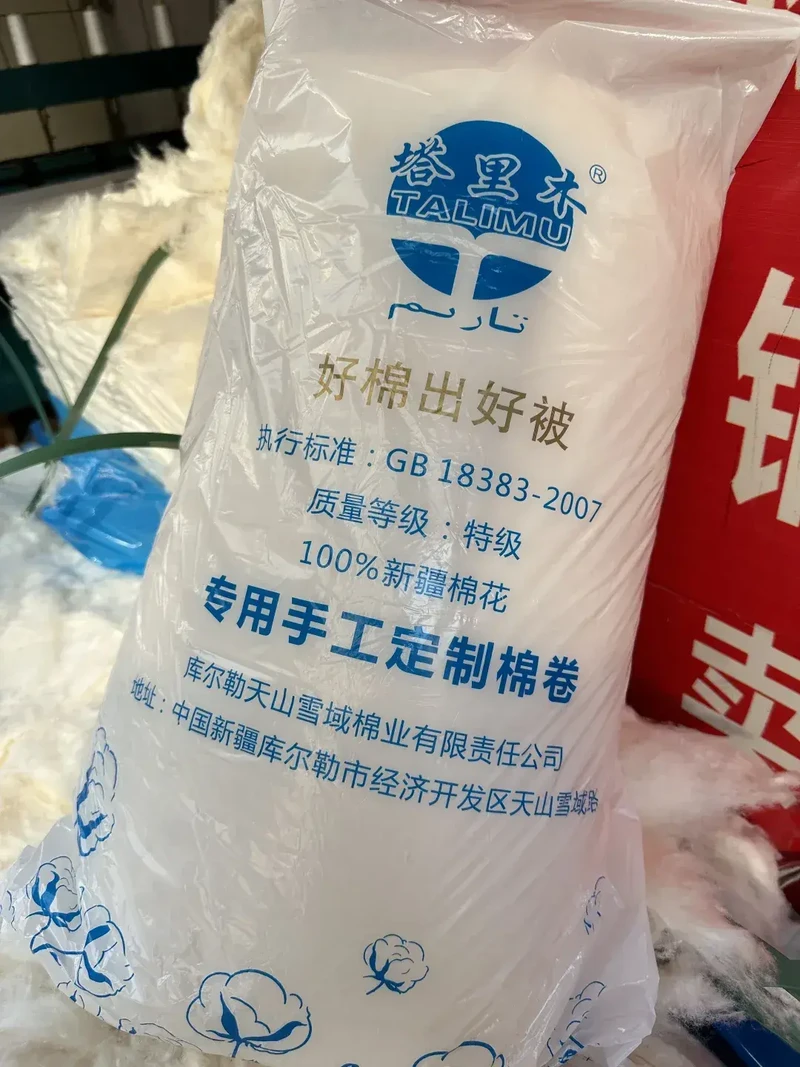 塔里木®
TALIMU
تارىم
好棉出好被
执行标准：GB 18383-2007
质量等级：特级
100%新疆棉花
专用手工定制棉卷
库尔勒天山雪域棉业有限责任公司
地址：中国新疆库尔勒市经济开发区天山雪域路